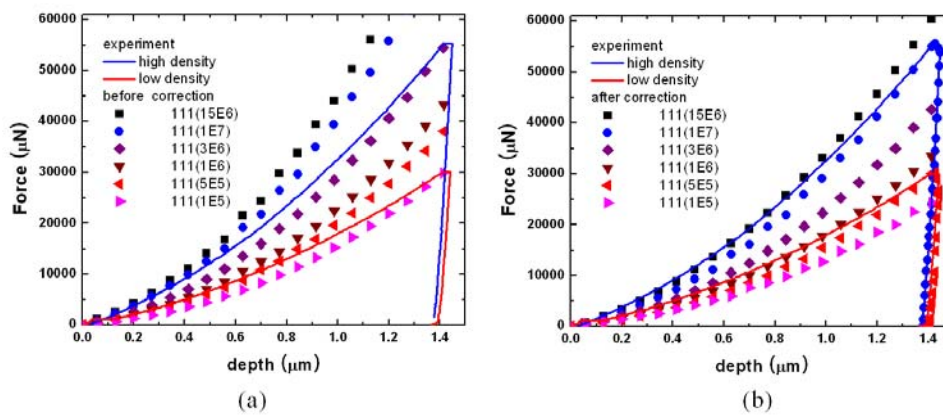 (a)
60000
50000
40000
30000
20000
10000
0
Force (μN)
experiment
high density
low density
before correction
111(15E6)
111(1E7)
111(3E6)
111(1E6)
111(5E5)
111(1E5)
0.0 0.2 0.4 0.6 0.8 1.0 1.2 1.4
depth (μm)
(a)
(b)
60000
50000
40000
30000
20000
10000
0
Force (μN)
experiment
high density
low density
after correction
111(15E6)
111(1E7)
111(3E6)
111(1E6)
111(5E5)
111(1E5)
0.0 0.2 0.4 0.6 0.8 1.0 1.2 1.4
depth (μm)
(b)